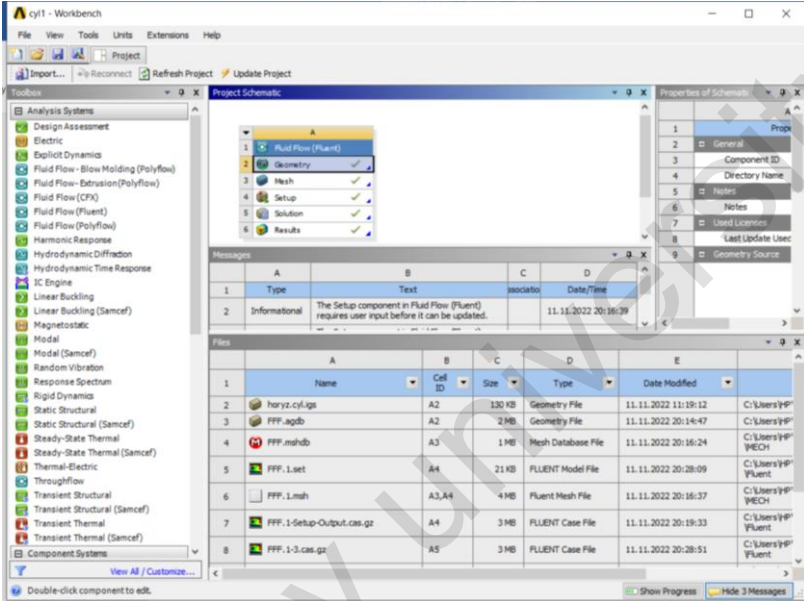 cyl1 - Workbench
File View Tools Units Extensions Help
Project
Import... Reconnect Refresh Project Update Project
Toolbox
Analysis Systems
Design Assessment
Electric
Explicit Dynamics
Fluid Flow - Blow Molding (Polyflow)
Fluid Flow - Extrusion (Polyflow)
Fluid Flow (CFX)
Fluid Flow (Fluent)
Fluid Flow (Polyflow)
Harmonic Response
Hydrodynamic Diffraction
Hydrodynamic Time Response
IC Engine
Linear Buckling
Linear Buckling (Samcef)
Magnetostatic
Modal
Modal (Samcef)
Random Vibration
Response Spectrum
Rigid Dynamics
Static Structural
Static Structural (Samcef)
Steady-State Thermal
Steady-State Thermal (Samcef)
Thermal-Electric
Throughflow
Transient Structural
Transient Structural (Samcef)
Transient Thermal
Transient Thermal (Samcef)
Component Systems
View All / Customize...
Project Schematic
A
1 Fluid Flow (Fluent)
2 Geometry
3 Mesh
4 Setup
5 Solution
6 Results
Properties of Schematic
A
1 Prope
2 General
3 Component ID
4 Directory Name
5 Notes
6 Notes
7 Used Licenses
8 Last Update Used
9 Geometry Source
Messages
A B C D
1 Type Text ssociatio Date/Time
2 Informational The Setup component in Fluid Flow (Fluent)
requires user input before it can be updated. 11.11.2022 20:16:39
Files
A B C D E
1 Name Cell ID Size Type Date Modified
2 horyz.cyl.igs A2 130 KB Geometry File 11.11.2022 11:19:12 C:\Users\HP
3 FFF.agdb A2 2 MB Geometry File 11.11.2022 20:14:47 C:\Users\HP
4 FFF.mshdb A3 1 MB Mesh Database File 11.11.2022 20:16:24 C:\Users\HP
\MECH
5 FFF.1.set A4 21 KB FLUENT Model File 11.11.2022 20:28:09 C:\Users\HP
\Fluent
6 FFF.1.msh A3,A4 4 MB Fluent Mesh File 11.11.2022 20:16:37 C:\Users\HP
\MECH
7 FFF.1-Setup-Output.cas.gz A4 3 MB FLUENT Case File 11.11.2022 20:19:33 C:\Users\HP
\Fluent
8 FFF.1-3.cas.gz A5 3 MB FLUENT Case File 11.11.2022 20:28:51 C:\Users\HP
\Fluent
Double-click component to edit.
Show Progress Hide 3 Messages
y universit